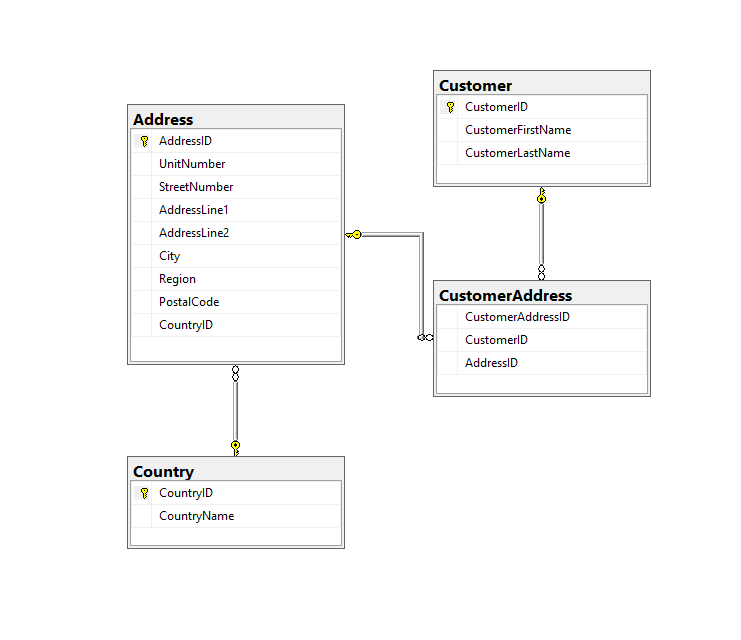 Address
AddressID
UnitNumber
StreetNumber
AddressLine1
AddressLine2
City
Region
PostalCode
CountryID
Customer
CustomerID
CustomerFirstName
CustomerLastName
CustomerAddress
CustomerAddressID
CustomerID
AddressID
Country
CountryID
CountryName